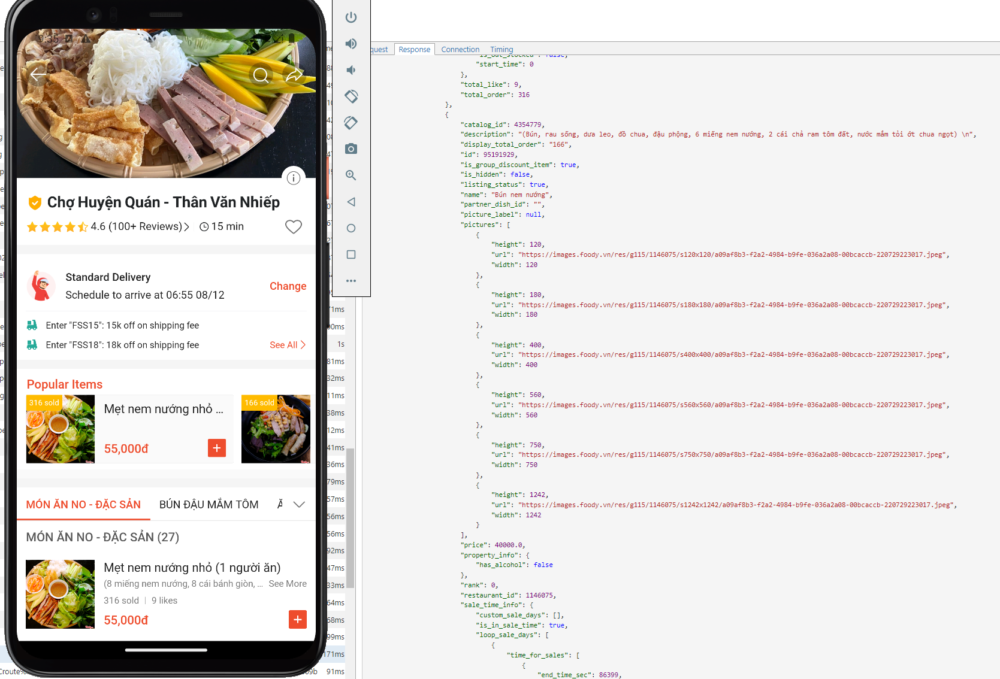 9:35
Chợ Huyện Quán - Thân Văn Nhiếp
4.6 (100+ Reviews) 15 min
Standard Delivery
Schedule to arrive at 06:55 08/12
Change
Enter "FSS15": 15k off on shipping fee
Enter "FSS18": 18k off on shipping fee
See All
Popular Items
316 sold
Mẹt nem nướng nhỏ ...
55,000đ
166 sold
MÓN ĂN NO - ĐẶC SẢN
BÚN ĐẬU MẮM TÔM
MÓN ĂN NO - ĐẶC SẢN (27)
Mẹt nem nướng nhỏ (1 người ăn)
(8 miếng nem nướng, 8 cái bánh giòn, ... See More
316 sold
9 likes
55,000đ
71ms
00ms
1s
81ms
32ms
11ms
38ms
12ms
41ms
36ms
79ms
57ms
56ms
56ms
92ms
47ms
33ms
64ms
68ms
99ms
171ms
91ms
quest Response Connection Timing
"is_out_stocked": false,
"start_time": 0
},
"total_like": 9,
"total_order": 316
},
{
"catalog_id": 4354779,
"description": "(Bún, rau sống, dưa leo, đồ chua, đậu phộng, 6 miếng nem nướng, 2 cái chả ram tôm đất, nước mắm tỏi ớt chua ngọt) \n",
"display_total_order": "166",
"id": 95191929,
"is_group_discount_item": true,
"is_hidden": false,
"listing_status": true,
"name": "Bún nem nướng",
"partner_dish_id": "",
"picture_label": null,
"pictures": [
{
"height": 120,
"url": "https://images.foody.vn/res/g115/1146075/s120x120/a09af8b3-f2a2-4984-b9fe-036a2a08-00bcaccb-220729223017.jpeg",
"width": 120
},
{
"height": 180,
"url": "https://images.foody.vn/res/g115/1146075/s180x180/a09af8b3-f2a2-4984-b9fe-036a2a08-00bcaccb-220729223017.jpeg",
"width": 180
},
{
"height": 400,
"url": "https://images.foody.vn/res/g115/1146075/s400x400/a09af8b3-f2a2-4984-b9fe-036a2a08-00bcaccb-220729223017.jpeg",
"width": 400
},
{
"height": 560,
"url": "https://images.foody.vn/res/g115/1146075/s560x560/a09af8b3-f2a2-4984-b9fe-036a2a08-00bcaccb-220729223017.jpeg",
"width": 560
},
{
"height": 750,
"url": "https://images.foody.vn/res/g115/1146075/s750x750/a09af8b3-f2a2-4984-b9fe-036a2a08-00bcaccb-220729223017.jpeg",
"width": 750
},
{
"height": 1242,
"url": "https://images.foody.vn/res/g115/1146075/s1242x1242/a09af8b3-f2a2-4984-b9fe-036a2a08-00bcaccb-220729223017.jpeg",
"width": 1242
}
],
"price": 40000.0,
"property_info": {
"has_alcohol": false
},
"rank": 0,
"restaurant_id": 1146075,
"sale_time_info": {
"custom_sale_days": [],
"is_in_sale_time": true,
"loop_sale_days": [
{
"time_for_sales": [
{
"end_time_sec": 86399,